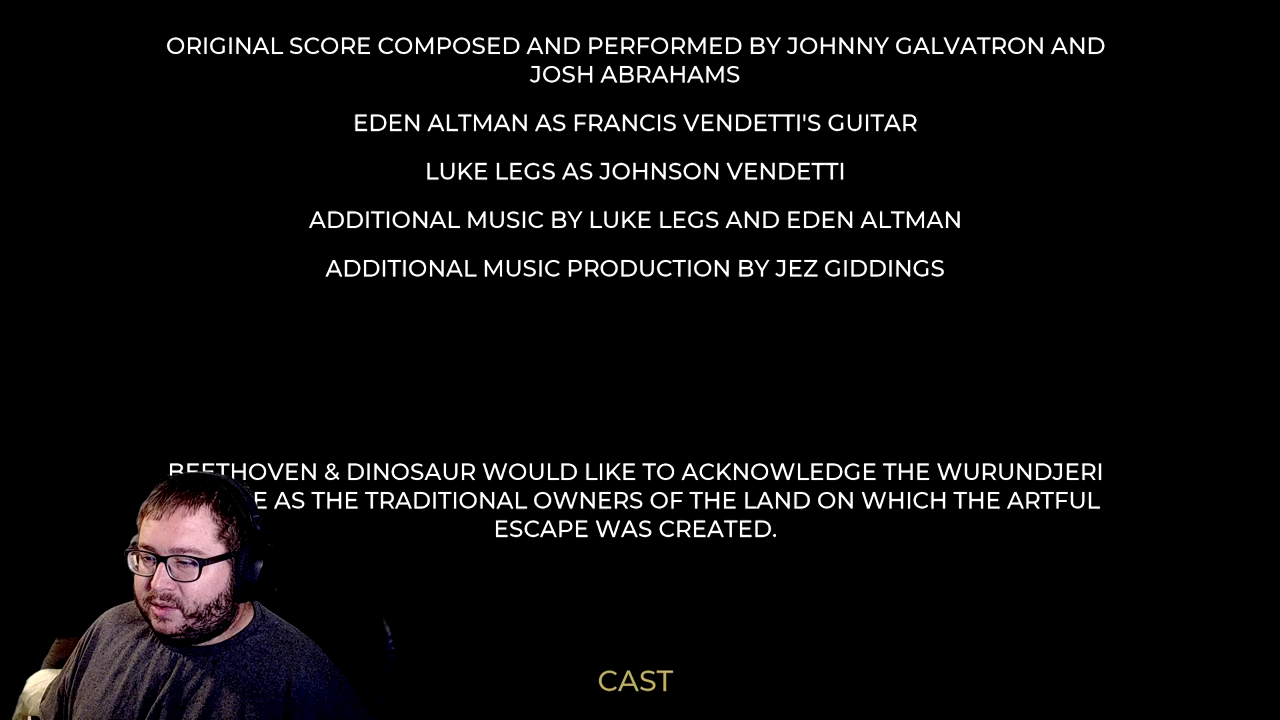 ORIGINAL SCORE COMPOSED AND PERFORMED BY JOHNNY GALVATRON AND
JOSH ABRAHAMS
EDEN ALTMAN AS FRANCIS VENDETTI'S GUITAR
LUKE LEGS AS JOHNSON VENDETTI
ADDITIONAL MUSIC BY LUKE LEGS AND EDEN ALTMAN
ADDITIONAL MUSIC PRODUCTION BY JEZ GIDDINGS
BEETHOVEN & DINOSAUR WOULD LIKE TO ACKNOWLEDGE THE WURUNDJERI
AS THE TRADITIONAL OWNERS OF THE LAND ON WHICH THE ARTFUL
ESCAPE WAS CREATED.
CAST